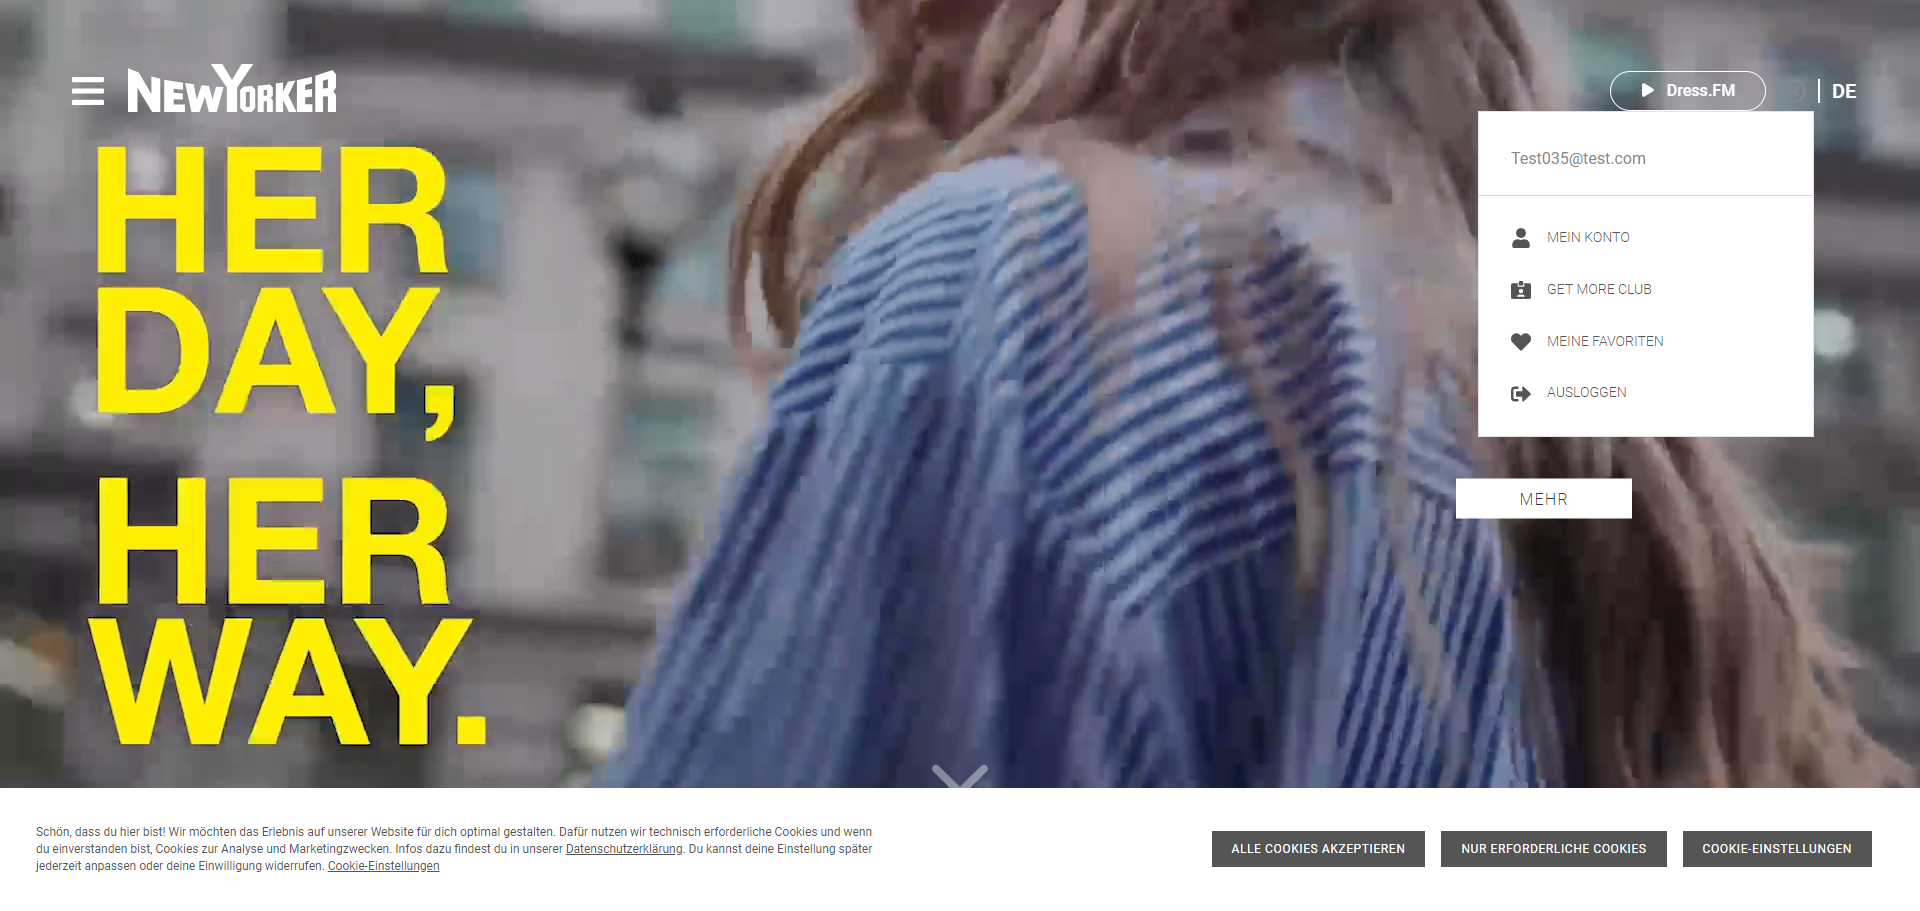 NEWYORKER
Dress.FM
DE
Test035@test.com
MEIN KONTO
GET MORE CLUB
MEINE FAVORITEN
AUSLOGGEN
HER
DAY,
HER
WAY.
MEHR
Schön, dass du hier bist! Wir möchten das Erlebnis auf unserer Website für dich optimal gestalten. Dafür nutzen wir technisch erforderliche Cookies und wenn
du einverstanden bist, Cookies zur Analyse und Marketingzwecken. Infos dazu findest du in unserer Datenschutzerklärung. Du kannst deine Einstellung später
jederzeit anpassen oder deine Einwilligung widerrufen. Cookie-Einstellungen
ALLE COOKIES AKZEPTIEREN
NUR ERFORDERLICHE COOKIES
COOKIE-EINSTELLUNGEN